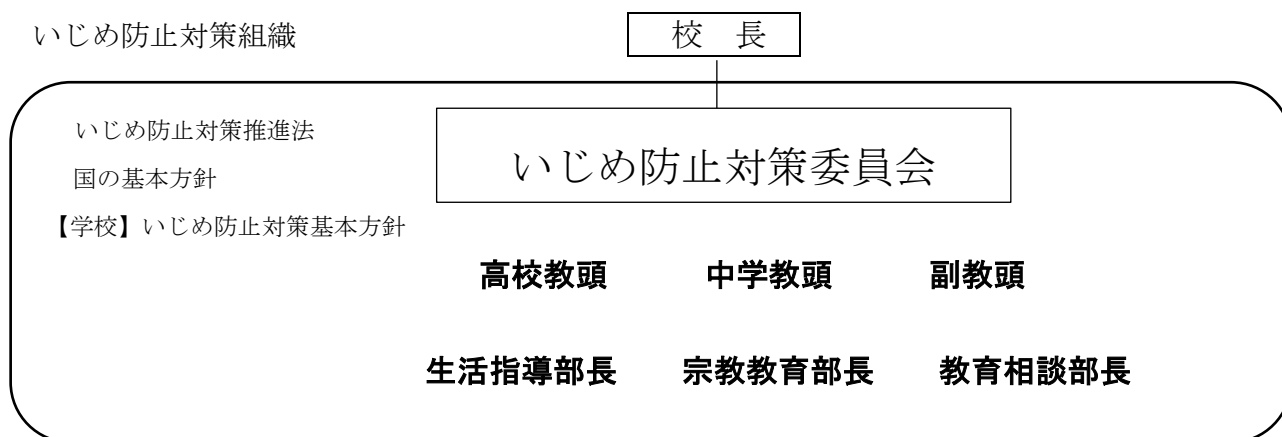 いじめ防止対策組織
校 長
いじめ防止対策推進法
いじめ防止対策委員会
国の基本方針
【学校】いじめ防止対策基本方針
高校教頭 中学教頭 副教頭
生活指導部長 宗教教育部長 教育相談部長